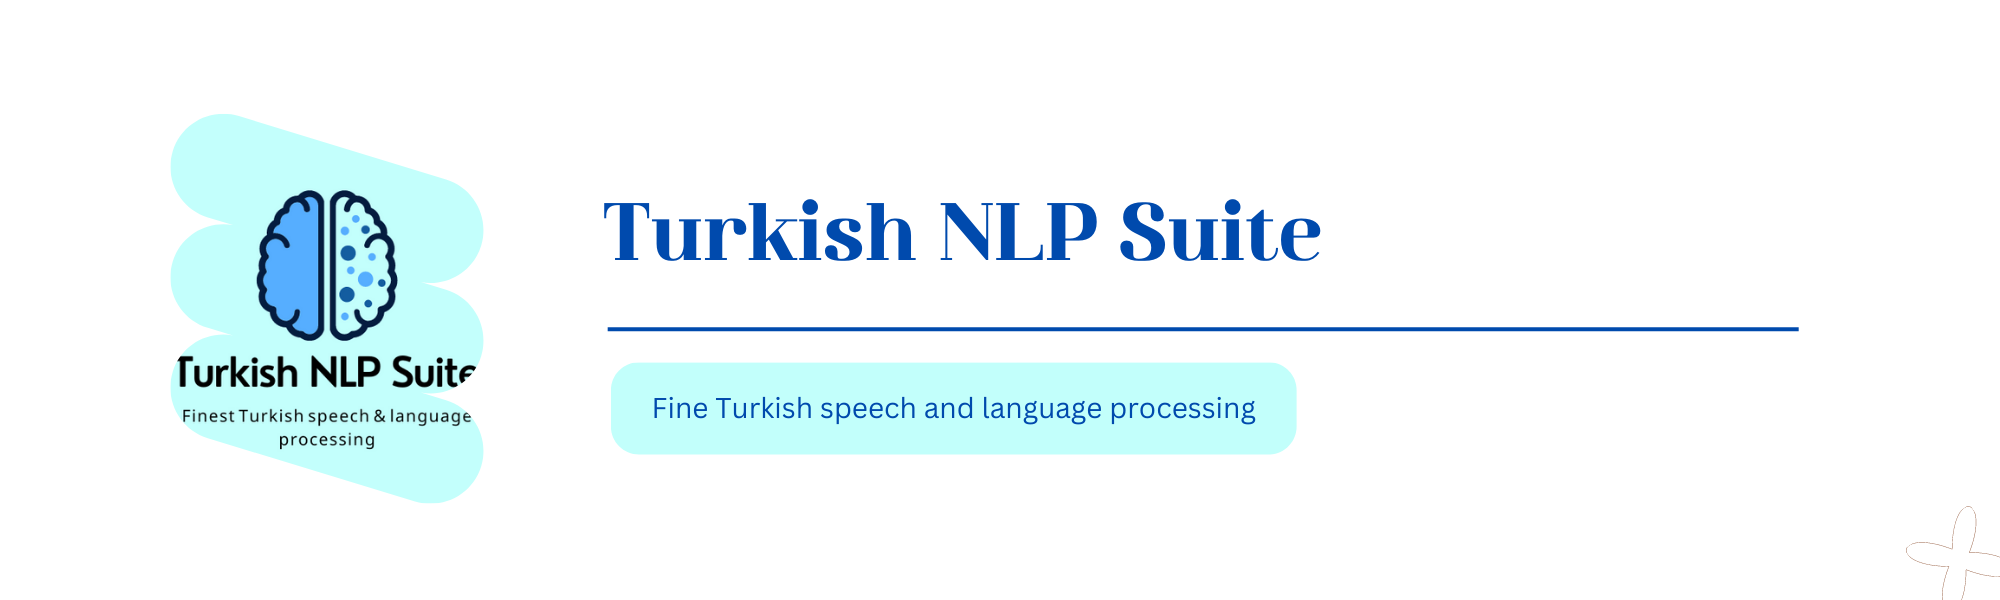 Turkish NLP Suite
Finest Turkish speech & language
processing
Turkish NLP Suite
Fine Turkish speech and language processing